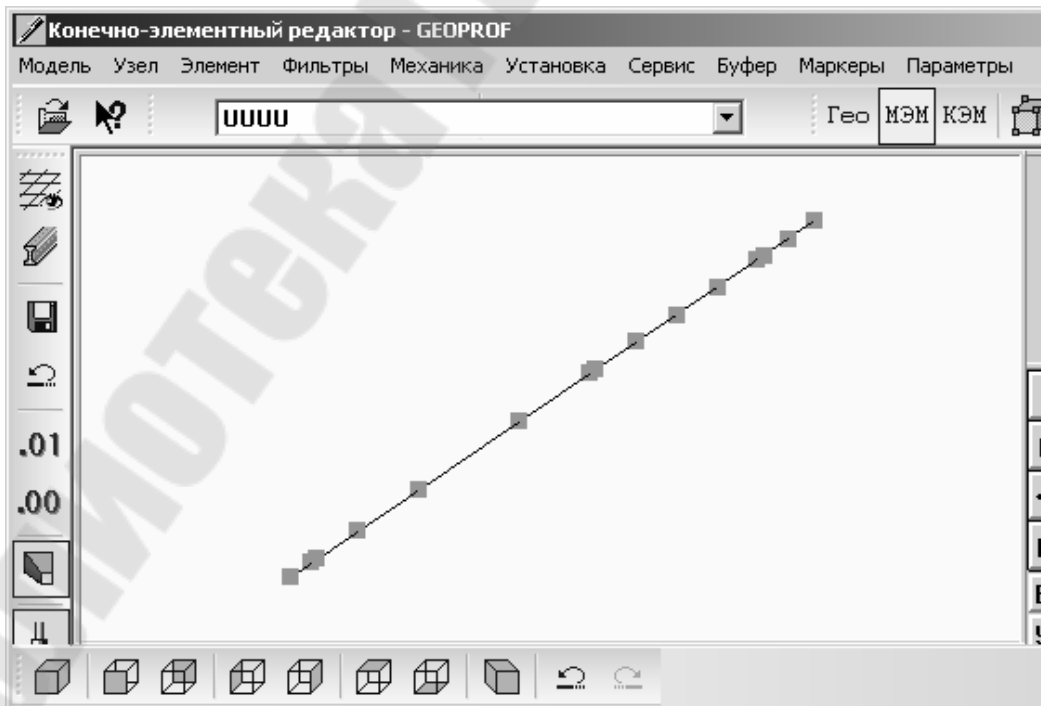 Конечно-элементный редактор - GEOPROF
Модель Узел Элемент Фильтры Механика Установка Сервис Буфер Маркеры Параметры
UUUU Гео МЭМ КЭМ
.01
.00